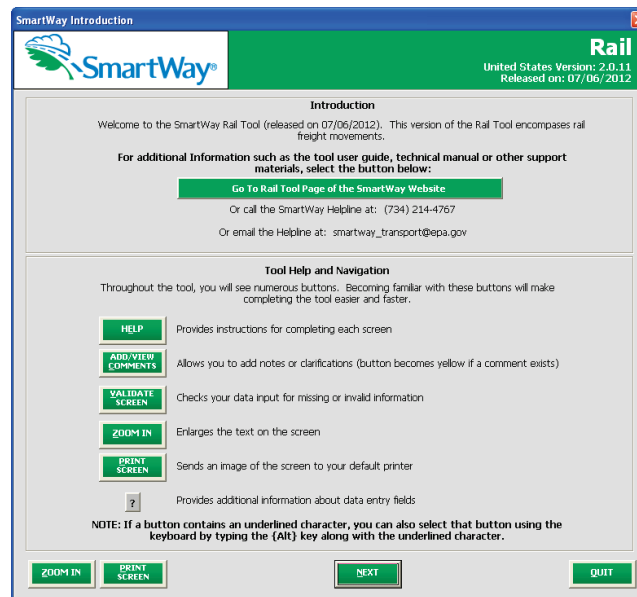 SmartWay Introduction
SmartWay®
Rail
United States Version: 2.0.11
Released on: 07/06/2012
Introduction
Welcome to the SmartWay Rail Tool (released on 07/06/2012). This version of the Rail Tool encompases rail
freight movements.
For additional Information such as the tool user guide, technical manual or other support
materials, select the button below:
Go To Rail Tool Page of the SmartWay Website
Or call the SmartWay Helpline at: (734) 214-4767
Or email the Helpline at: smartway_transport@epa.gov
Tool Help and Navigation
Throughout the tool, you will see numerous buttons. Becoming familiar with these buttons will make
completing the tool easier and faster.
HELP Provides instructions for completing each screen
ADD/VIEW
COMMENTS Allows you to add notes or clarifications (button becomes yellow if a comment exists)
VALIDATE
SCREEN Checks your data input for missing or invalid information
ZOOM IN Enlarges the text on the screen
PRINT
SCREEN Sends an image of the screen to your default printer
? Provides additional information about data entry fields
NOTE: If a button contains an underlined character, you can also select that button using the
keyboard by typing the {Alt} key along with the underlined character.
ZOOM IN PRINT
SCREEN NEXT QUIT